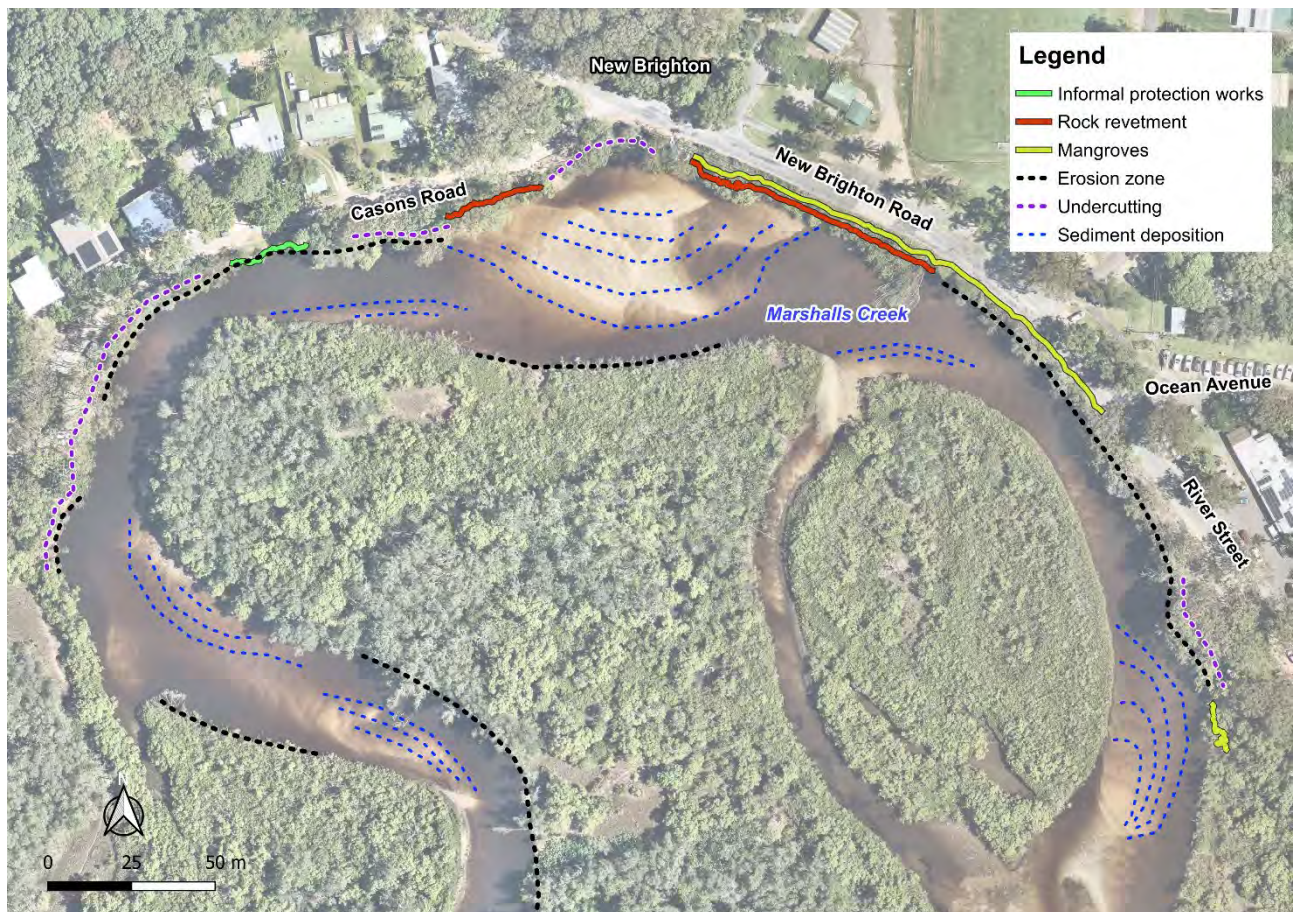 New Brighton
Legend
Informal protection works
Rock revetment
Mangroves
Erosion zone
Undercutting
Sediment deposition
New Brighton Road
Casons Road
Marshalls Creek
Ocean Avenue
River Street
0 25 50 m